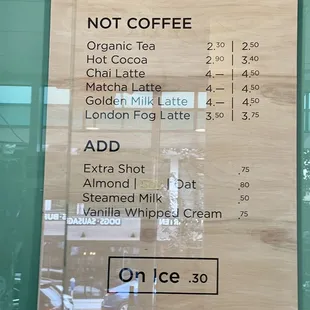 NOT COFFEE
Organic Tea 2.30 | 2.50
Hot Cocoa 2.90 | 3.40
Chai Latte 4.— | 4.50
Matcha Latte 4.— | 4.50
Golden Milk Latte 4.— | 4.50
London Fog Latte 3.50 | 3.75
ADD
Extra Shot .75
Almond | | Oat .80
Steamed Milk .50
Vanilla Whipped Cream .75
On Ice .30